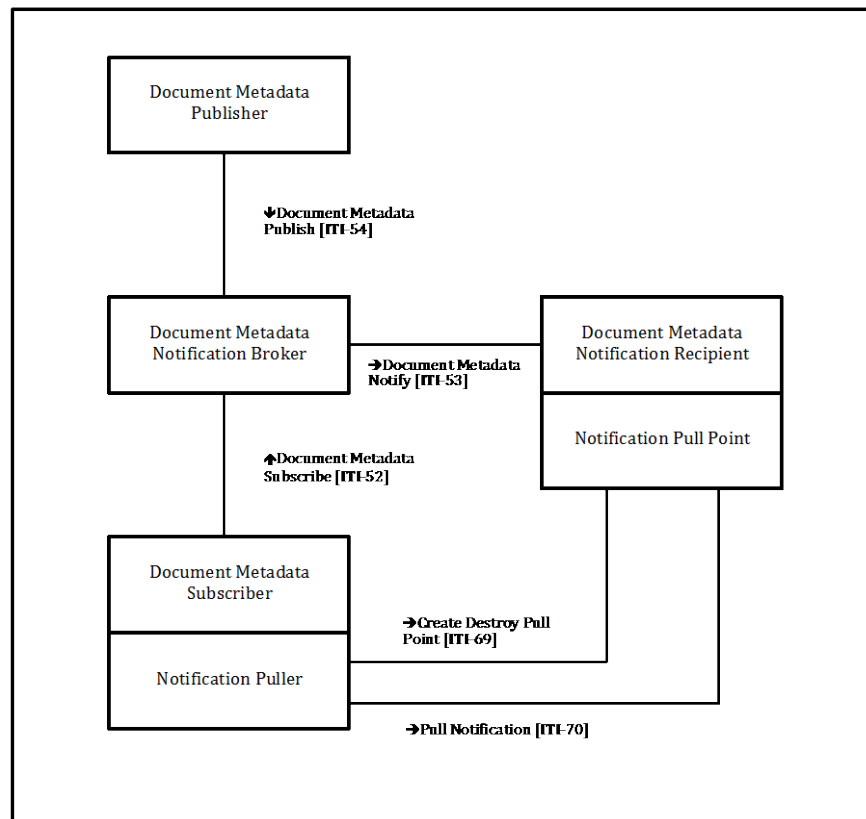 Document Metadata
Publisher
🡻Document Metadata
Publish [ITI-54]
Document Metadata
Notification Broker
Document Metadata
Notification Recipient
➔Document Metadata
Notify [ITI-53]
Notification Pull Point
🡹Document Metadata
Subscribe [ITI-52]
Document Metadata
Subscriber
➔Create Destroy Pull
Point [ITI-69]
Notification Puller
➔Pull Notification [ITI-70]